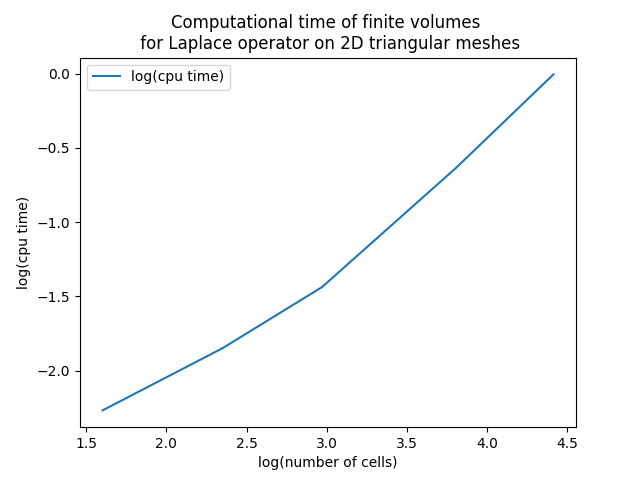 Computational time of finite volumes
for Laplace operator on 2D triangular meshes
log(cpu time)
0.0
−0.5
−1.0
−1.5
−2.0
log(cpu time)
1.5 2.0 2.5 3.0 3.5 4.0 4.5
log(number of cells)